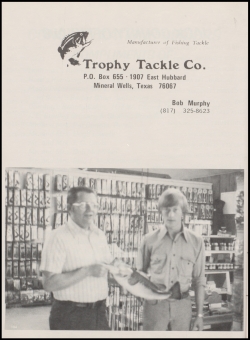 Manufacturer of Fishing Tackle
Trophy Tackle Co.
P.O. Box 655 · 1907 East Hubbard
Mineral Wells, Texas 76067
Bob Murphy
(817) 325-8623